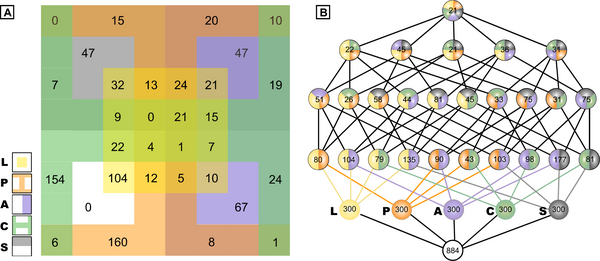 A
0 15 20 10
47 47
7 32 13 24 21 19
9 0 21 15
22 4 1 7
154 104 12 5 10 24
0 67
6 160 8 1
L
P
A
C
S
B
21
22 45 21 36 31
51 26 58 44 81 45 33 75 31 75
80 104 79 135 90 43 103 98 177 81
L 300 P 300 A 300 C 300 S 300
884